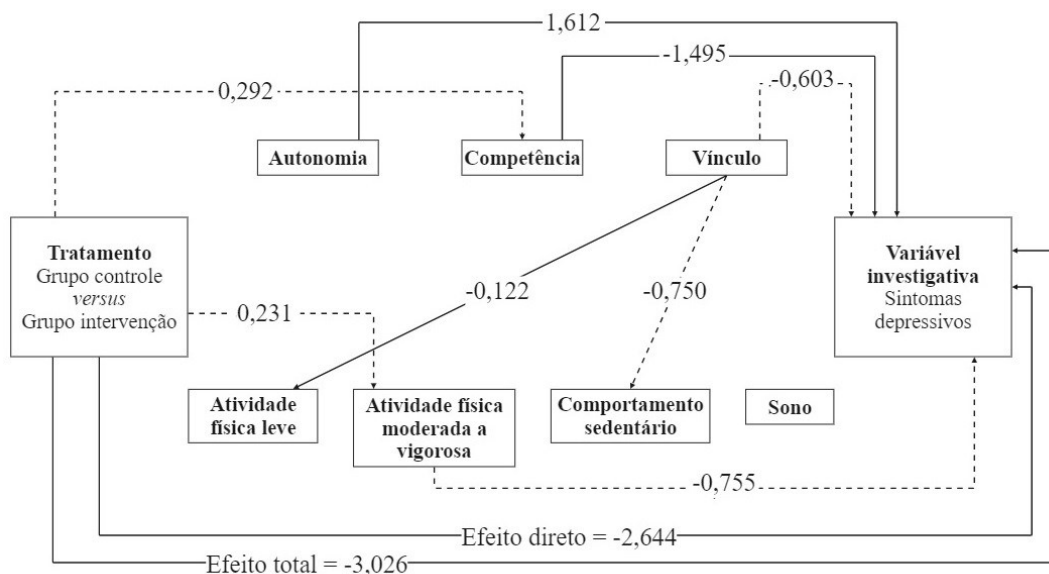 1,612
-1,495
-0,603
0,292
Autonomia
Competência
Vínculo
Tratamento
Grupo controle
versus
Grupo intervenção
Variável
investigativa
Sintomas
depressivos
-0,122
-0,750
0,231
Atividade
física leve
Atividade física
moderada a
vigorosa
Comportamento
sedentário
Sono
-0,755
Efeito direto = -2,644
Efeito total = -3,026